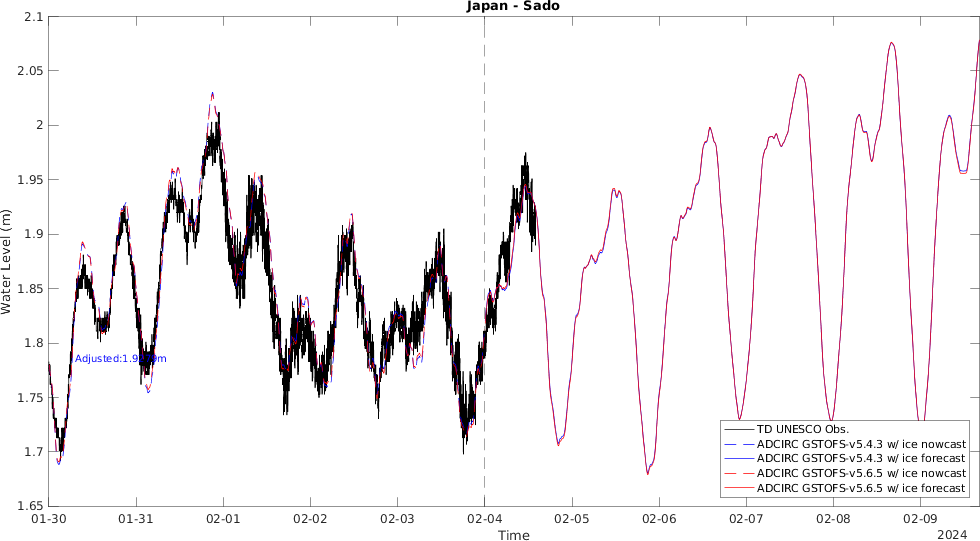 Japan - Sado
2.1
2.05
2
1.95
1.9
1.85
1.8
1.75
1.7
1.65
Water Level (m)
TD UNESCO Obs.
ADCIRC GSTOFS-v5.4.3 w/ ice nowcast
ADCIRC GSTOFS-v5.4.3 w/ ice forecast
ADCIRC GSTOFS-v5.6.5 w/ ice nowcast
ADCIRC GSTOFS-v5.6.5 w/ ice forecast
01-30 01-31 02-01 02-02 02-03 02-04 02-05 02-06 02-07 02-08 02-09
Time
2024